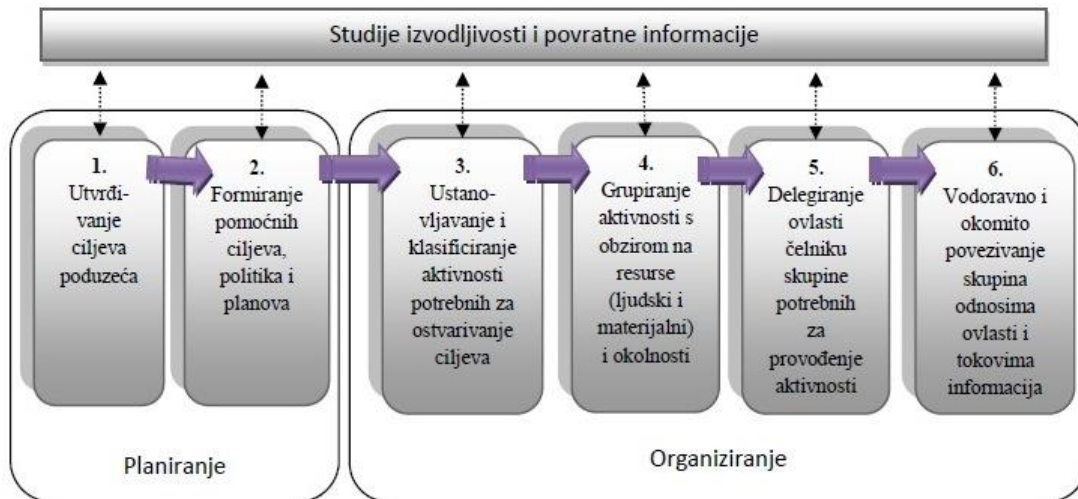 Studije izvodljivosti i povratne informacije
1.
Utvrđi-
vanje
ciljeva
poduzeća
2.
Formiranje
pomoćnih
ciljeva,
politika i
planova
3.
Ustano-
vljavanje i
klasificiranje
aktivnosti
potrebnih za
ostvarivanje
ciljeva
4.
Grupiranje
aktivnosti s
obzirom na
resurse
(ljudski i
materijalni)
i okolnosti
5.
Delegiranje
ovlasti
čelniku
skupine
potrebnih
za
provođenje
aktivnosti
6.
Vodoravno i
okomito
povezivanje
skupina
odnosima
ovlasti i
tokovima
informacija
Planiranje
Organiziranje